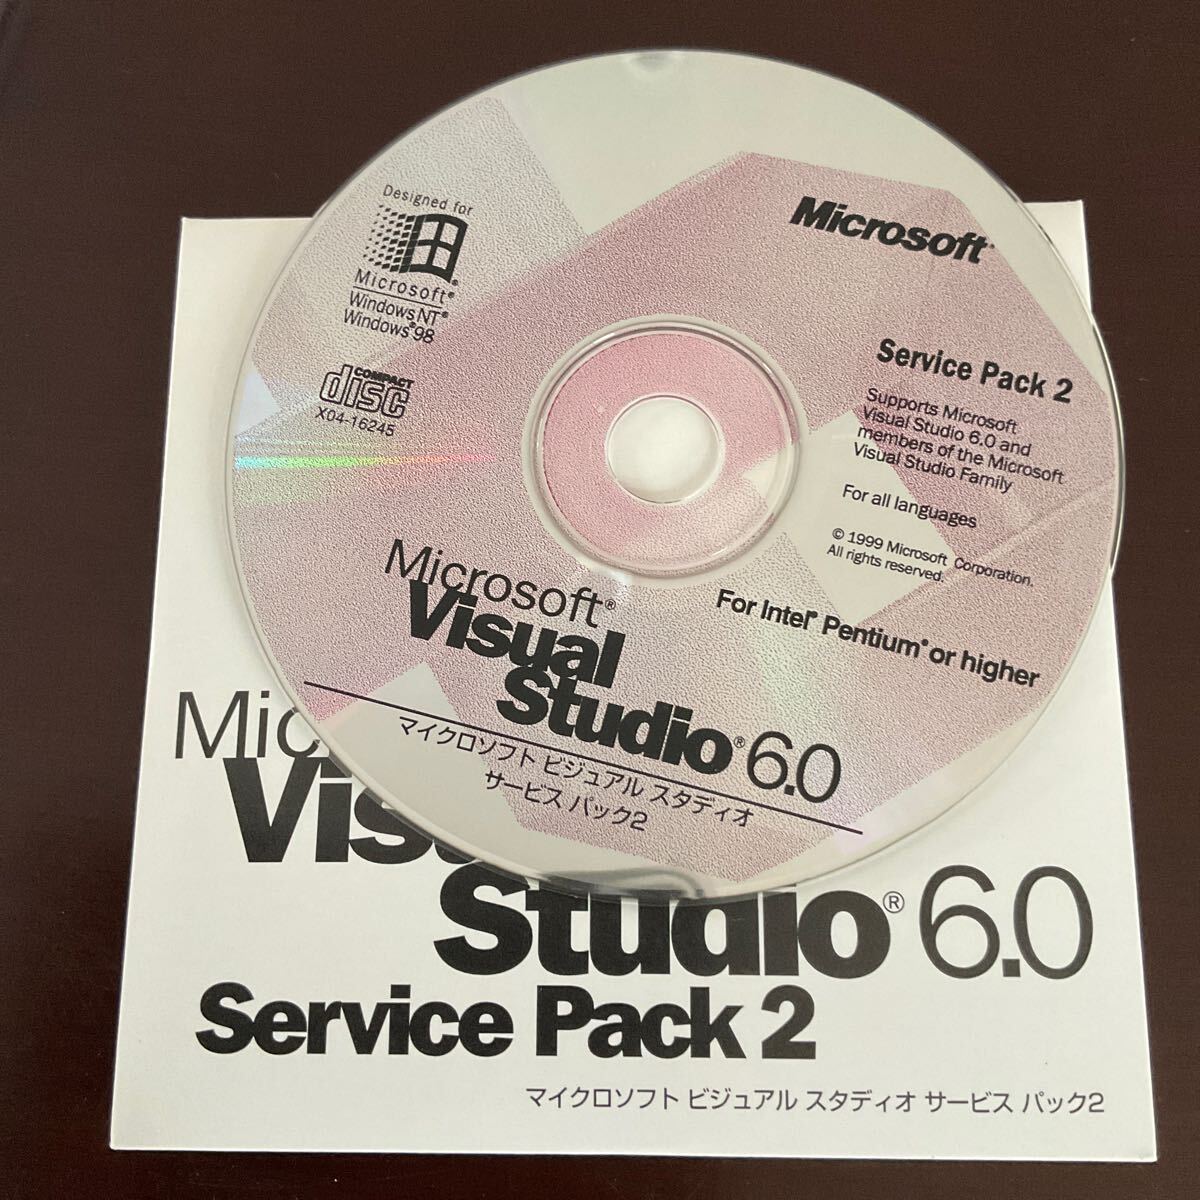 Designed for
Microsoft®
Windows NT®
Windows®98
COMPACT
disc
X04-16245
Microsoft®
Service Pack 2
Supports Microsoft
Visual Studio 6.0 and
members of the Microsoft
Visual Studio Family
For all languages
© 1999 Microsoft Corporation.
All rights reserved.
For Intel® Pentium® or higher
Microsoft®
Visual
Studio® 6.0
マイクロソフト ビジュアル スタディオ
サービス パック2
Mic
Vis
Studio® 6.0
Service Pack 2
マイクロソフト ビジュアル スタディオ サービス パック2